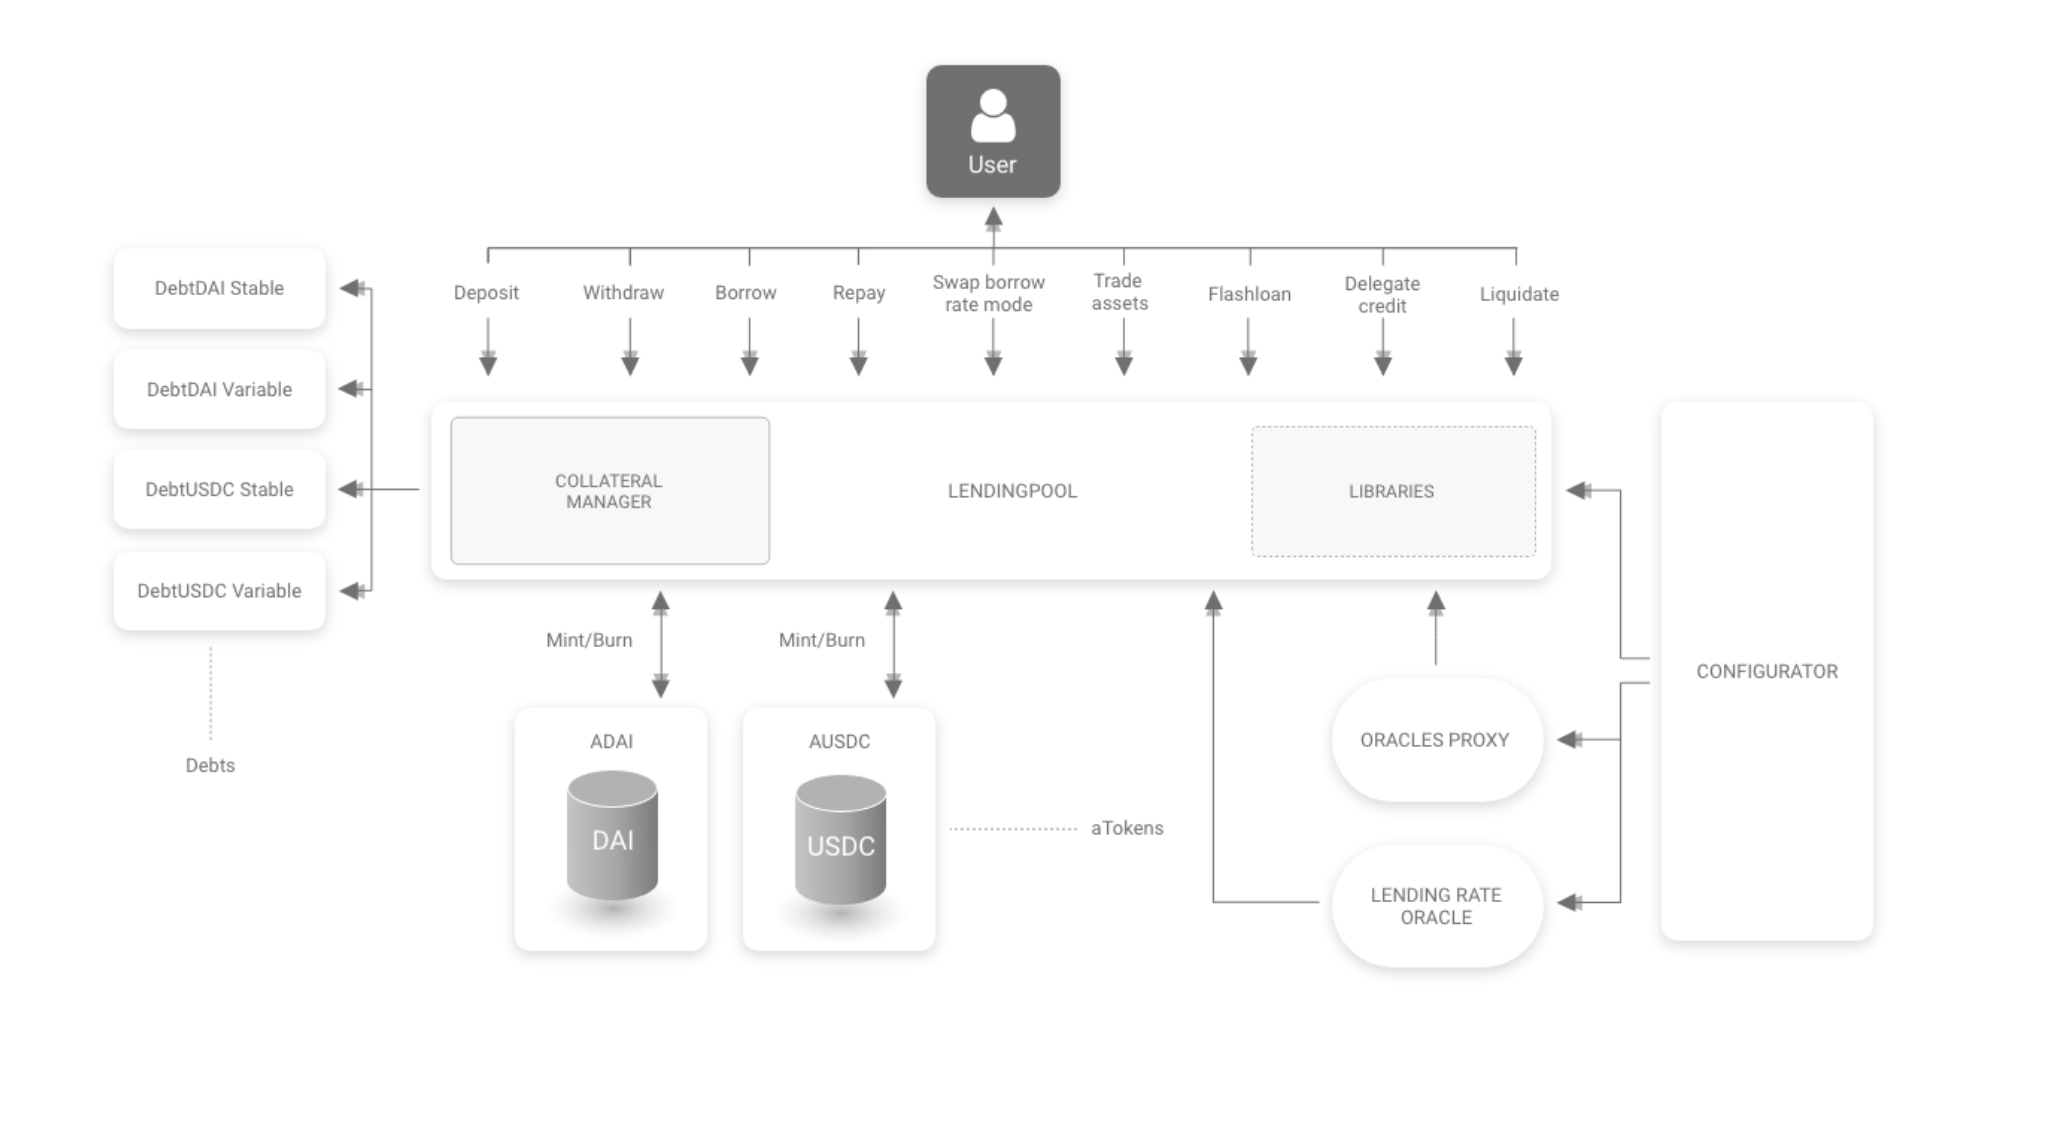 User
Deposit
Withdraw
Borrow
Repay
Swap borrow
rate mode
Trade
assets
Flashloan
Delegate
credit
Liquidate
DebtDAI Stable
DebtDAI Variable
DebtUSDC Stable
DebtUSDC Variable
Debts
COLLATERAL
MANAGER
LENDINGPOOL
LIBRARIES
Mint/Burn
Mint/Burn
ADAI
DAI
AUSDC
USDC
aTokens
ORACLES PROXY
LENDING RATE
ORACLE
CONFIGURATOR